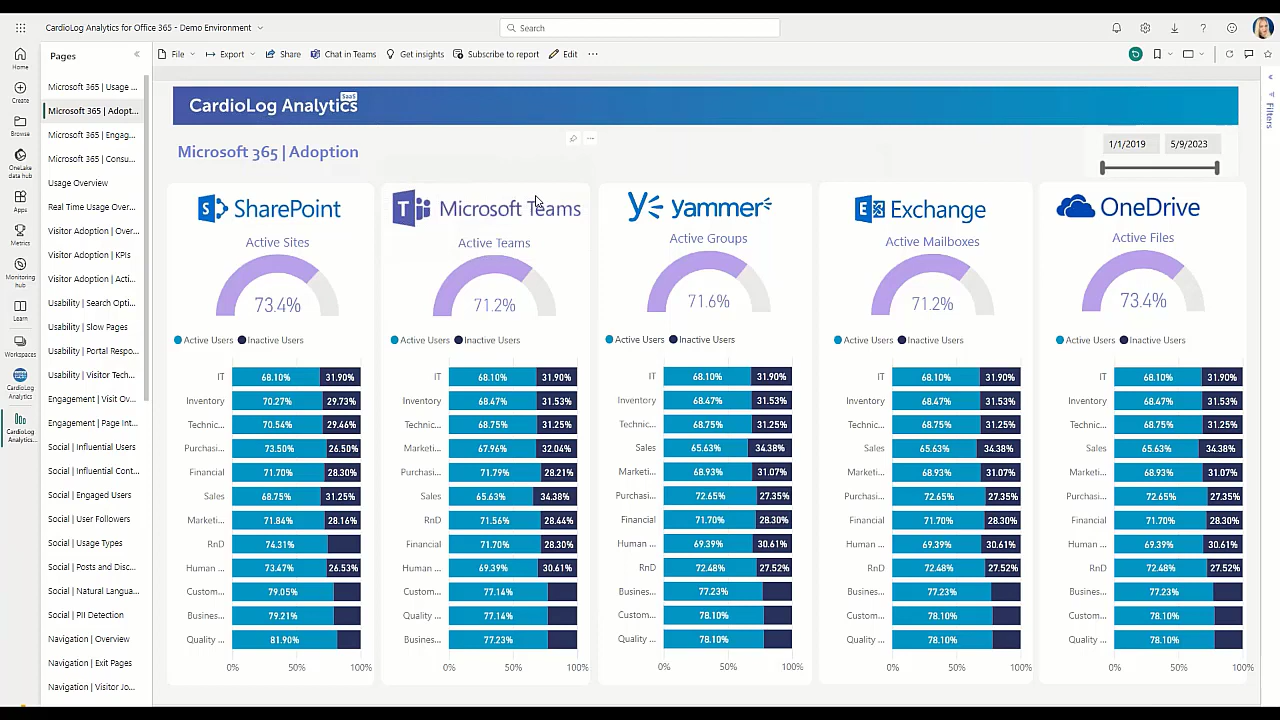 CardioLog Analytics for Office 365 - Demo Environment
Search
Home
Create
Browse
OneLake data hub
Apps
Metrics
Monitoring hub
Learn
Workspaces
CardioLog Analytics
CardioLog Analytics...
Pages
Microsoft 365 | Usage ...
Microsoft 365 | Adopt...
Microsoft 365 | Engag...
Microsoft 365 | Consu...
Usage Overview
Real Time Usage Over...
Visitor Adoption | Over...
Visitor Adoption | KPIs
Visitor Adoption | Acti...
Usability | Search Opti...
Usability | Slow Pages
Usability | Portal Respo...
Usability | Visitor Tech...
Engagement | Visit Ov...
Engagement | Page Int...
Social | Influential Users
Social | Influential Cont...
Social | Engaged Users
Social | User Followers
Social | Usage Types
Social | Posts and Disc...
Social | Natural Langua...
Social | PII Detection
Navigation | Overview
Navigation | Exit Pages
Navigation | Visitor Jo...
File Export Share Chat in Teams Get insights Subscribe to report Edit ...
Filters
CardioLog Analytics SaaS
Microsoft 365 | Adoption
1/1/2019 5/9/2023
SharePoint
Active Sites
73.4%
Active Users Inactive Users
IT 68.10% 31.90%
Inventory 70.27% 29.73%
Technic... 70.54% 29.46%
Purchasi... 73.50% 26.50%
Financial 71.70% 28.30%
Sales 68.75% 31.25%
Marketi... 71.84% 28.16%
RnD 74.31%
Human ... 73.47% 26.53%
Custom... 79.05%
Busines... 79.21%
Quality ... 81.90%
0% 50% 100%
Microsoft Teams
Active Teams
71.2%
Active Users Inactive Users
IT 68.10% 31.90%
Inventory 68.47% 31.53%
Technic... 68.75% 31.25%
Marketi... 67.96% 32.04%
Purchasi... 71.79% 28.21%
Sales 65.63% 34.38%
RnD 71.56% 28.44%
Financial 71.70% 28.30%
Human ... 69.39% 30.61%
Custom... 77.14%
Quality ... 77.14%
Busines... 77.23%
0% 50% 100%
yammer
Active Groups
71.6%
Active Users Inactive Users
IT 68.10% 31.90%
Inventory 68.47% 31.53%
Technic... 68.75% 31.25%
Sales 65.63% 34.38%
Marketi... 68.93% 31.07%
Purchasi... 72.65% 27.35%
Financial 71.70% 28.30%
Human ... 69.39% 30.61%
RnD 72.48% 27.52%
Busines... 77.23%
Custom... 78.10%
Quality ... 78.10%
0% 50% 100%
Exchange
Active Mailboxes
71.2%
Active Users Inactive Users
IT 68.10% 31.90%
Inventory 68.47% 31.53%
Technic... 68.75% 31.25%
Sales 65.63% 34.38%
Marketi... 68.93% 31.07%
Purchasi... 72.65% 27.35%
Financial 71.70% 28.30%
Human ... 69.39% 30.61%
RnD 72.48% 27.52%
Busines... 77.23%
Custom... 78.10%
Quality ... 78.10%
0% 50% 100%
OneDrive
Active Files
73.4%
Active Users Inactive Users
IT 68.10% 31.90%
Inventory 68.47% 31.53%
Technic... 68.75% 31.25%
Sales 65.63% 34.38%
Marketi... 68.93% 31.07%
Purchasi... 72.65% 27.35%
Financial 71.70% 28.30%
Human ... 69.39% 30.61%
RnD 72.48% 27.52%
Busines... 77.23%
Custom... 78.10%
Quality ... 78.10%
0% 50% 100%